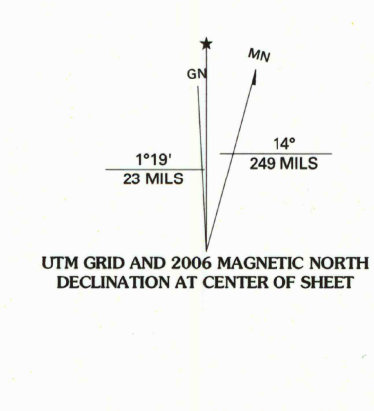 MN
GN
14°
249 MILS
1°19'
23 MILS
UTM GRID AND 2006 MAGNETIC NORTH
DECLINATION AT CENTER OF SHEET